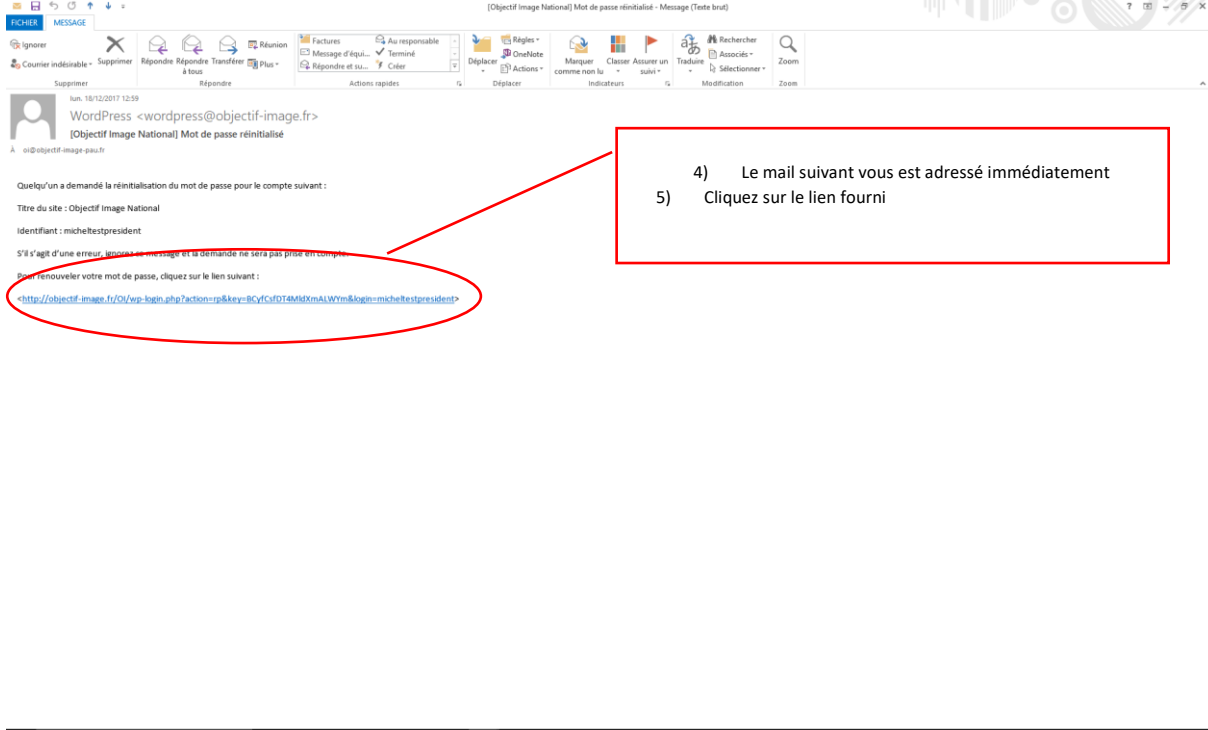 [Objectif Image National] Mot de passe réinitialisé - Message (Texte brut)
FICHIER MESSAGE
Ignorer
Courrier indésirable
Supprimer
Répondre Répondre à tous Transférer
Réunion
Plus
Factures
Message d'équi...
Répondre et su...
Au responsable
Terminé
Créer
Déplacer
Règles
OneNote
Actions
Marquer comme non lu
Classer
Assurer un suivi
Traduire
Rechercher
Associés
Sélectionner
Zoom
Supprimer Répondre Actions rapides Déplacer Indicateurs Modification Zoom
lun. 18/12/2017 12:59
WordPress <wordpress@objectif-image.fr>
[Objectif Image National] Mot de passe réinitialisé
À oi@objectif-image-pau.fr
4) Le mail suivant vous est adressé immédiatement
5) Cliquez sur le lien fourni
Quelqu'un a demandé la réinitialisation du mot de passe pour le compte suivant :
Titre du site : Objectif Image National
Identifiant : micheltestpresident
S'il s'agit d'une erreur, ignorez ce message et la demande ne sera pas prise en compte.
Pour renouveler votre mot de passe, cliquez sur le lien suivant :
<http://objectif-image.fr/OI/wp-login.php?action=rp&key=BCyfCsfDT4MldXmALWYm&login=micheltestpresident>